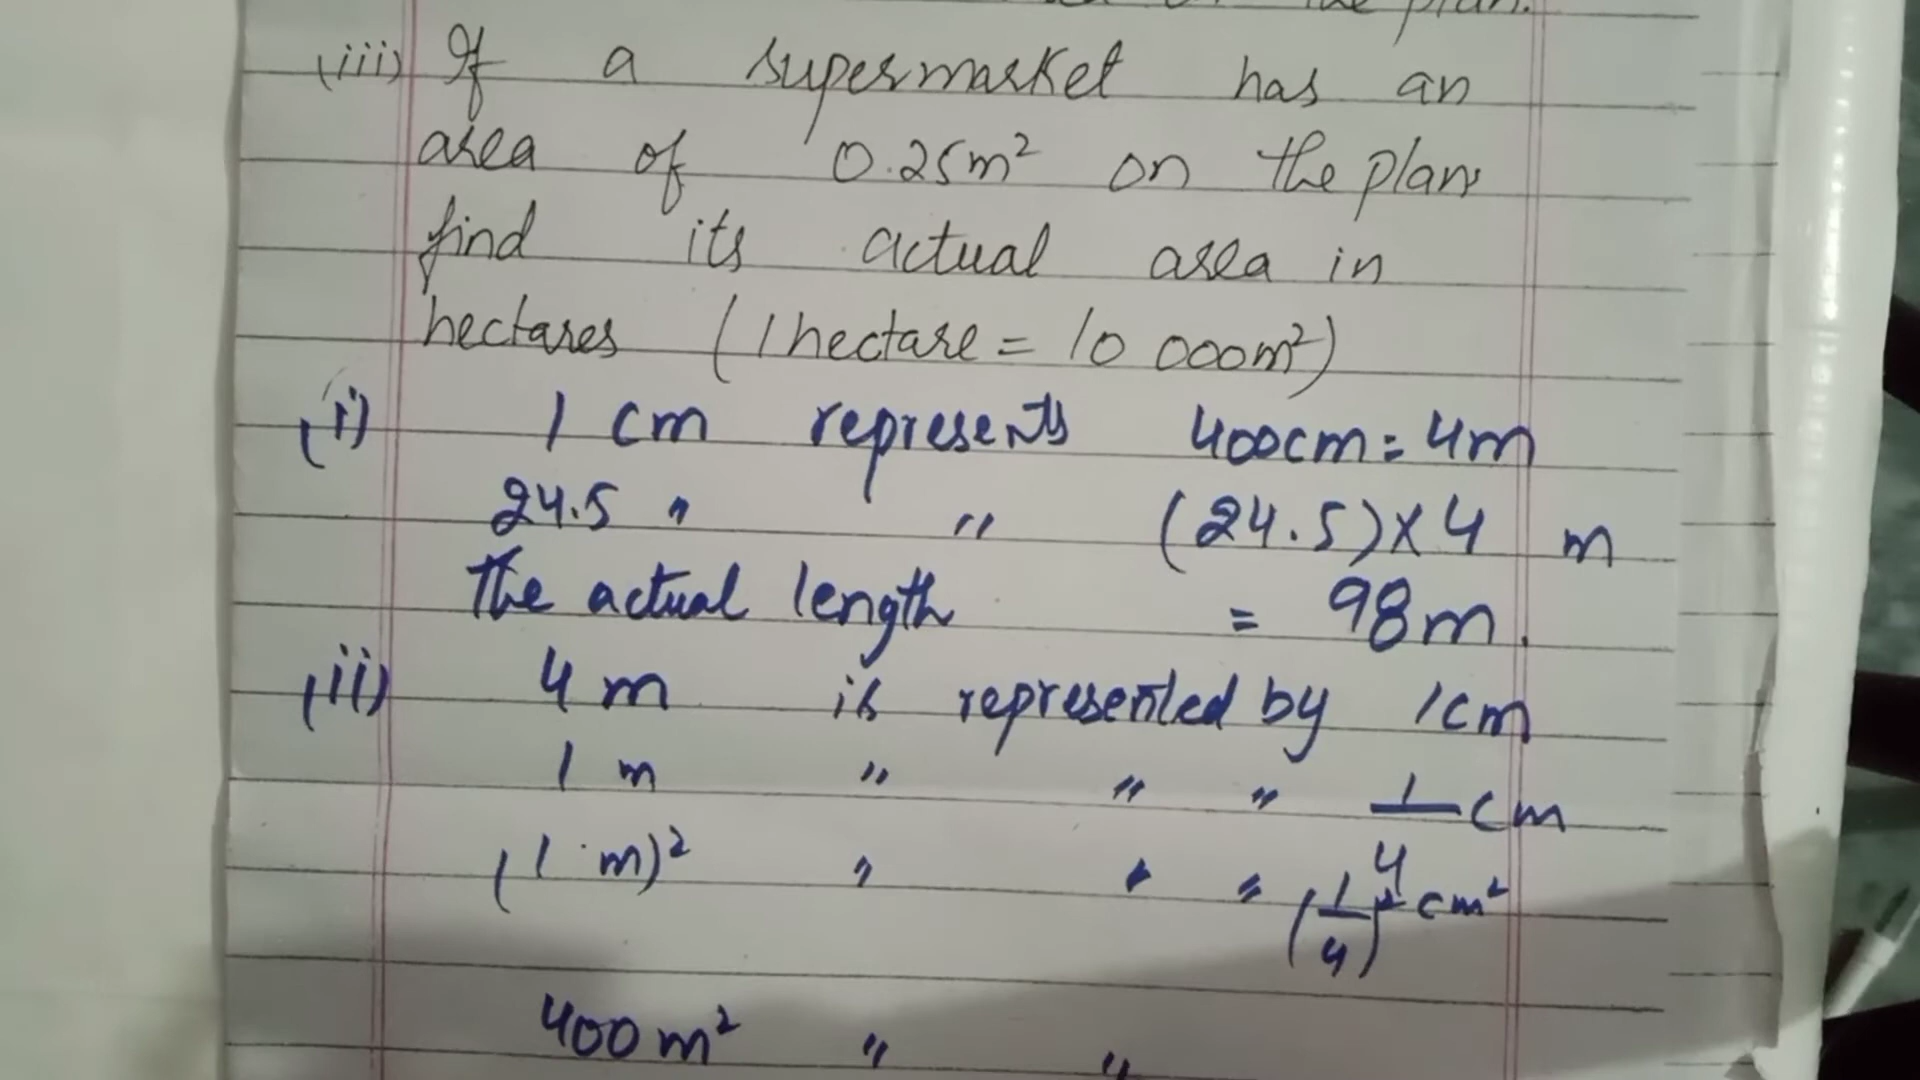 the plan.
(iii) If a supermarket has an
area of 0.25m² on the plan
find its actual area in
hectares (1 hectare = 10 000m²)
(i) 1 cm represents 400cm = 4m
24.5 " " (24.5)×4 m
The actual length = 98m.
(ii) 4 m is represented by 1cm
1 m " " " 1/4 cm
(1 m)² " " " (1/4)² cm²
400 m² " "